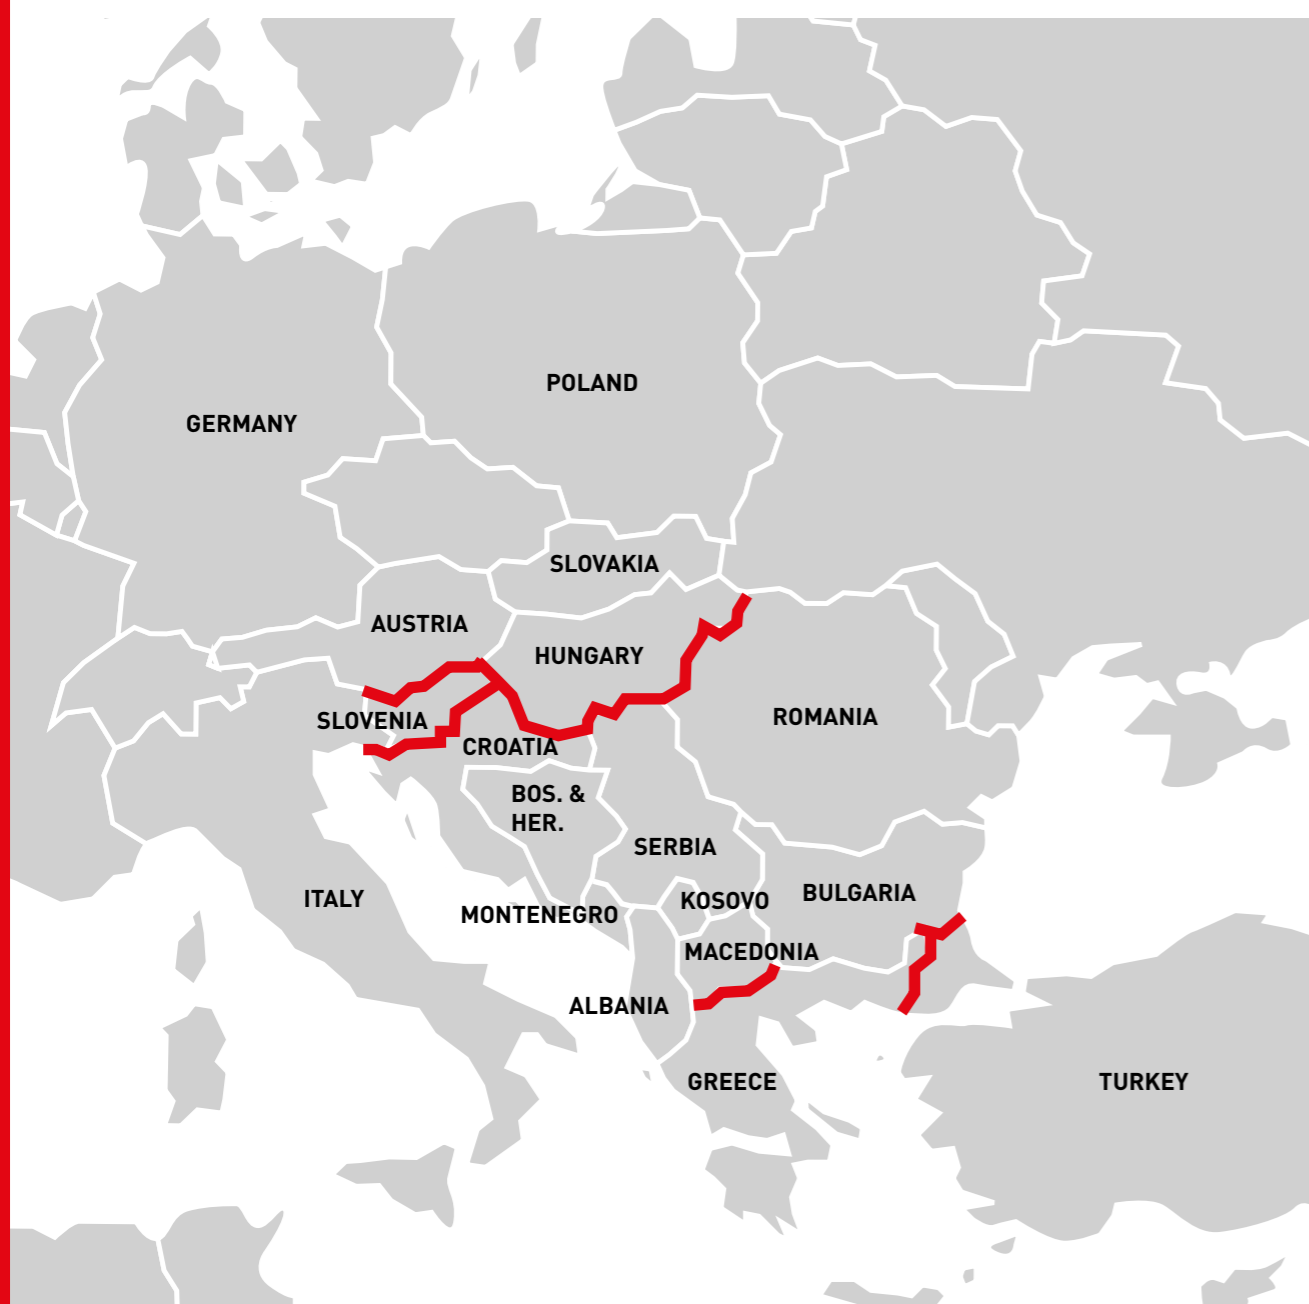 POLAND
GERMANY
SLOVAKIA
AUSTRIA
HUNGARY
SLOVENIA
ROMANIA
CROATIA
BOS. &
HER.
SERBIA
ITALY
KOSOVO
BULGARIA
MONTENEGRO
MACEDONIA
ALBANIA
GREECE
TURKEY